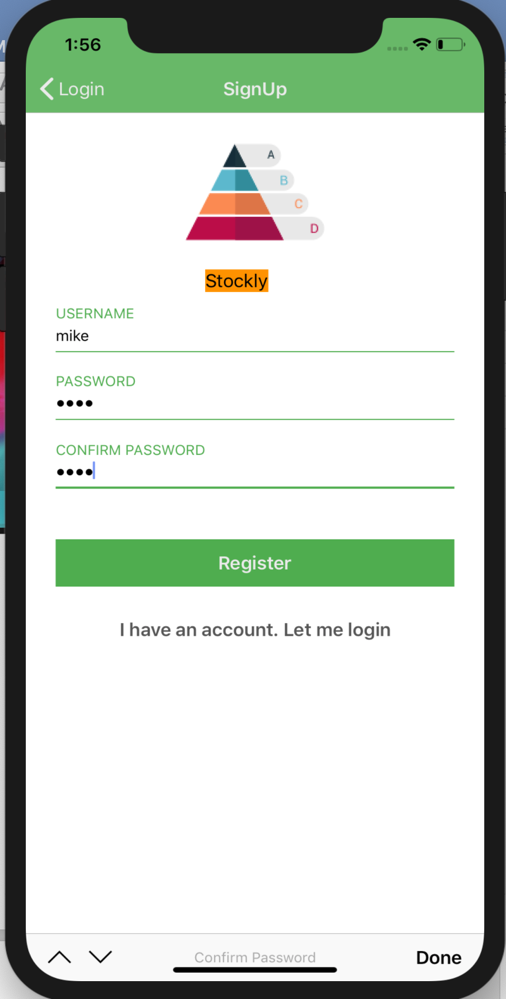 1:56
Login
SignUp
A
B
C
D
Stockly
USERNAME
mike
PASSWORD
••••
CONFIRM PASSWORD
••••
Register
I have an account. Let me login
Confirm Password
Done